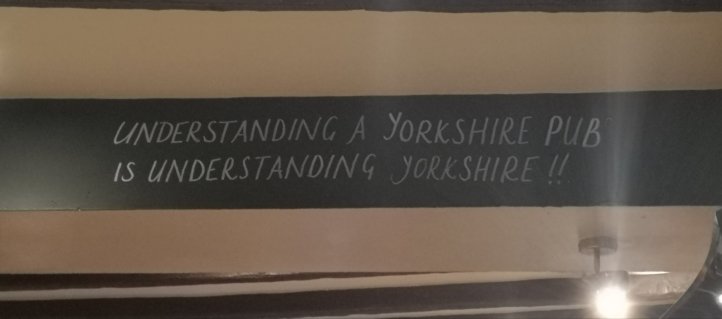 UNDERSTANDING A YORKSHIRE PUB
IS UNDERSTANDING YORKSHIRE !!